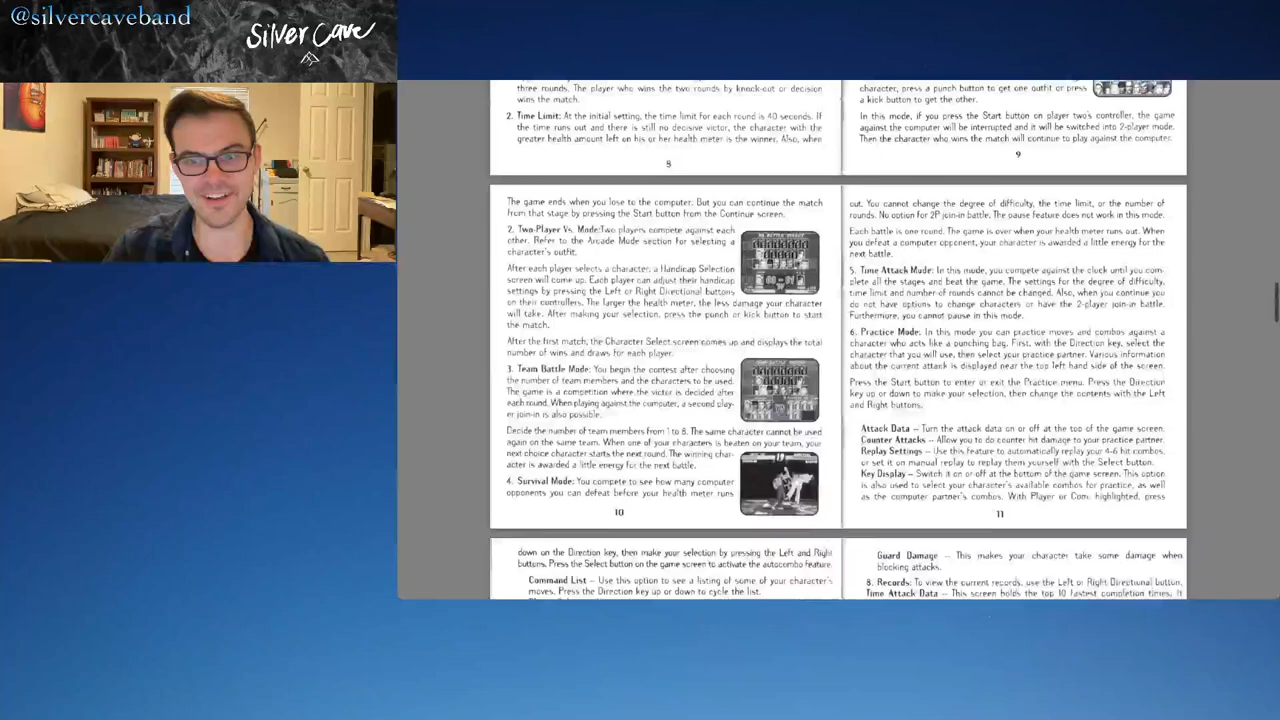 @silvercaveband
Silver Cave
three rounds. The player who wins the two rounds by knock-out or decision
wins the match.
2. Time Limit: At the initial setting, the time limit for each round is 40 seconds. If
the time runs out and there is still no decisive victor, the character with the
greater health amount left on his or her health meter is the winner. Also, when
8
character, press a punch button to get one outfit or press
a kick button to get the other.
In this mode, if you press the Start button on player two's controller, the game
against the computer will be interrupted and it will be switched into 2-player mode.
Then the character who wins the match will continue to play against the computer.
9
The game ends when you lose to the computer. But you can continue the match
from that stage by pressing the Start button from the Continue screen.
2. Two-Player Vs. Mode: Two players compete against each
other. Refer to the Arcade Mode section for selecting a
character's outfit.
After each player selects a character, a Handicap Selection
screen will come up. Each player can adjust their handicap
settings by pressing the Left or Right Directional buttons
on their controllers. The larger the health meter, the less damage your character
will take. After making your selection, press the punch or kick button to start
the match.
After the first match, the Character Select screen comes up and displays the total
number of wins and draws for each player.
3. Team Battle Mode: You begin the contest after choosing
the number of team members and the characters to be used.
The game is a competition where the victor is decided after
each round. When playing against the computer, a second play-
er join-in is also possible.
Decide the number of team members from 1 to 8. The same character cannot be used
again on the same team. When one of your characters is beaten on your team, your
next choice character starts the next round. The winning char-
acter is awarded a little energy for the next battle.
4. Survival Mode: You compete to see how many computer
opponents you can defeat before your health meter runs
10
out. You cannot change the degree of difficulty, the time limit, or the number of
rounds. No option for 2P join-in battle. The pause feature does not work in this mode.
Each battle is one round. The game is over when your health meter runs out. When
you defeat a computer opponent, your character is awarded a little energy for the
next battle.
5. Time Attack Mode: In this mode, you compete against the clock until you com-
plete all the stages and beat the game. The settings for the degree of difficulty,
time limit and number of rounds cannot be changed. Also, when you continue you
do not have options to change characters or have the 2-player join-in battle.
Furthermore, you cannot pause in this mode.
6. Practice Mode: In this mode you can practice moves and combos against a
character who acts like a punching bag. First, with the Direction key, select the
character that you will use, then select your practice partner. Various information
about the current attack is displayed near the top left hand side of the screen.
Press the Start button to enter or exit the Practice menu. Press the Direction
key up or down to make your selection, then change the contents with the Left
and Right buttons.
Attack Data – Turn the attack data on or off at the top of the game screen.
Counter Attacks – Allow you to do counter hit damage to your practice partner.
Replay Settings – Use this feature to automatically replay your 4-6 hit combos,
or set it on manual replay to replay them yourself with the Select button.
Key Display – Switch it on or off at the bottom of the game screen. This option
is also used to select your character's available combos for practice, as well
as the computer partner's combos. With Player or Com. highlighted, press
11
down on the Direction key, then make your selection by pressing the Left and Right
buttons. Press the Select button on the game screen to activate the autocombo feature.
Command List – Use this option to see a listing of some of your character's
moves. Press the Direction key up or down to cycle the list.
Guard Damage – This makes your character take some damage when
blocking attacks.
8. Records: To view the current records, use the Left or Right Directional button.
Time Attack Data – This screen holds the top 10 fastest completion times. It